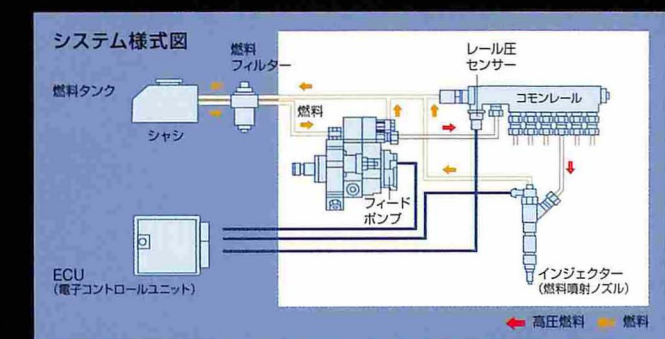 システム様式図
燃料タンク
シャシ
燃料
フィルター
燃料
レール圧
センサー
コモンレール
フィード
ポンプ
ECU
(電子コントロールユニット)
インジェクター
(燃料噴射ノズル)
高圧燃料
燃料